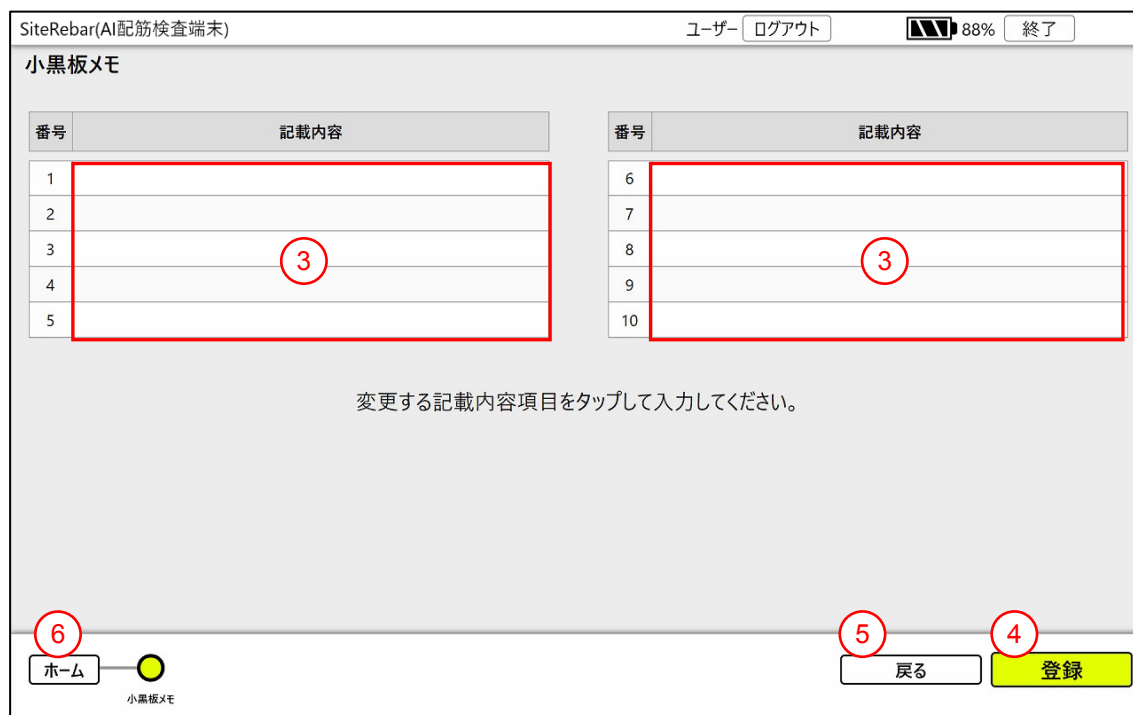 SiteRebar(AI配筋検査端末) ユーザー ログアウト 88% 終了
小黒板メモ
番号 記載内容 番号 記載内容
1 6
2 7
3 ③ 8 ③
4 9
5 10
変更する記載内容項目をタップして入力してください。
⑥ ⑤ ④
ホーム 戻る 登録
小黒板メモ